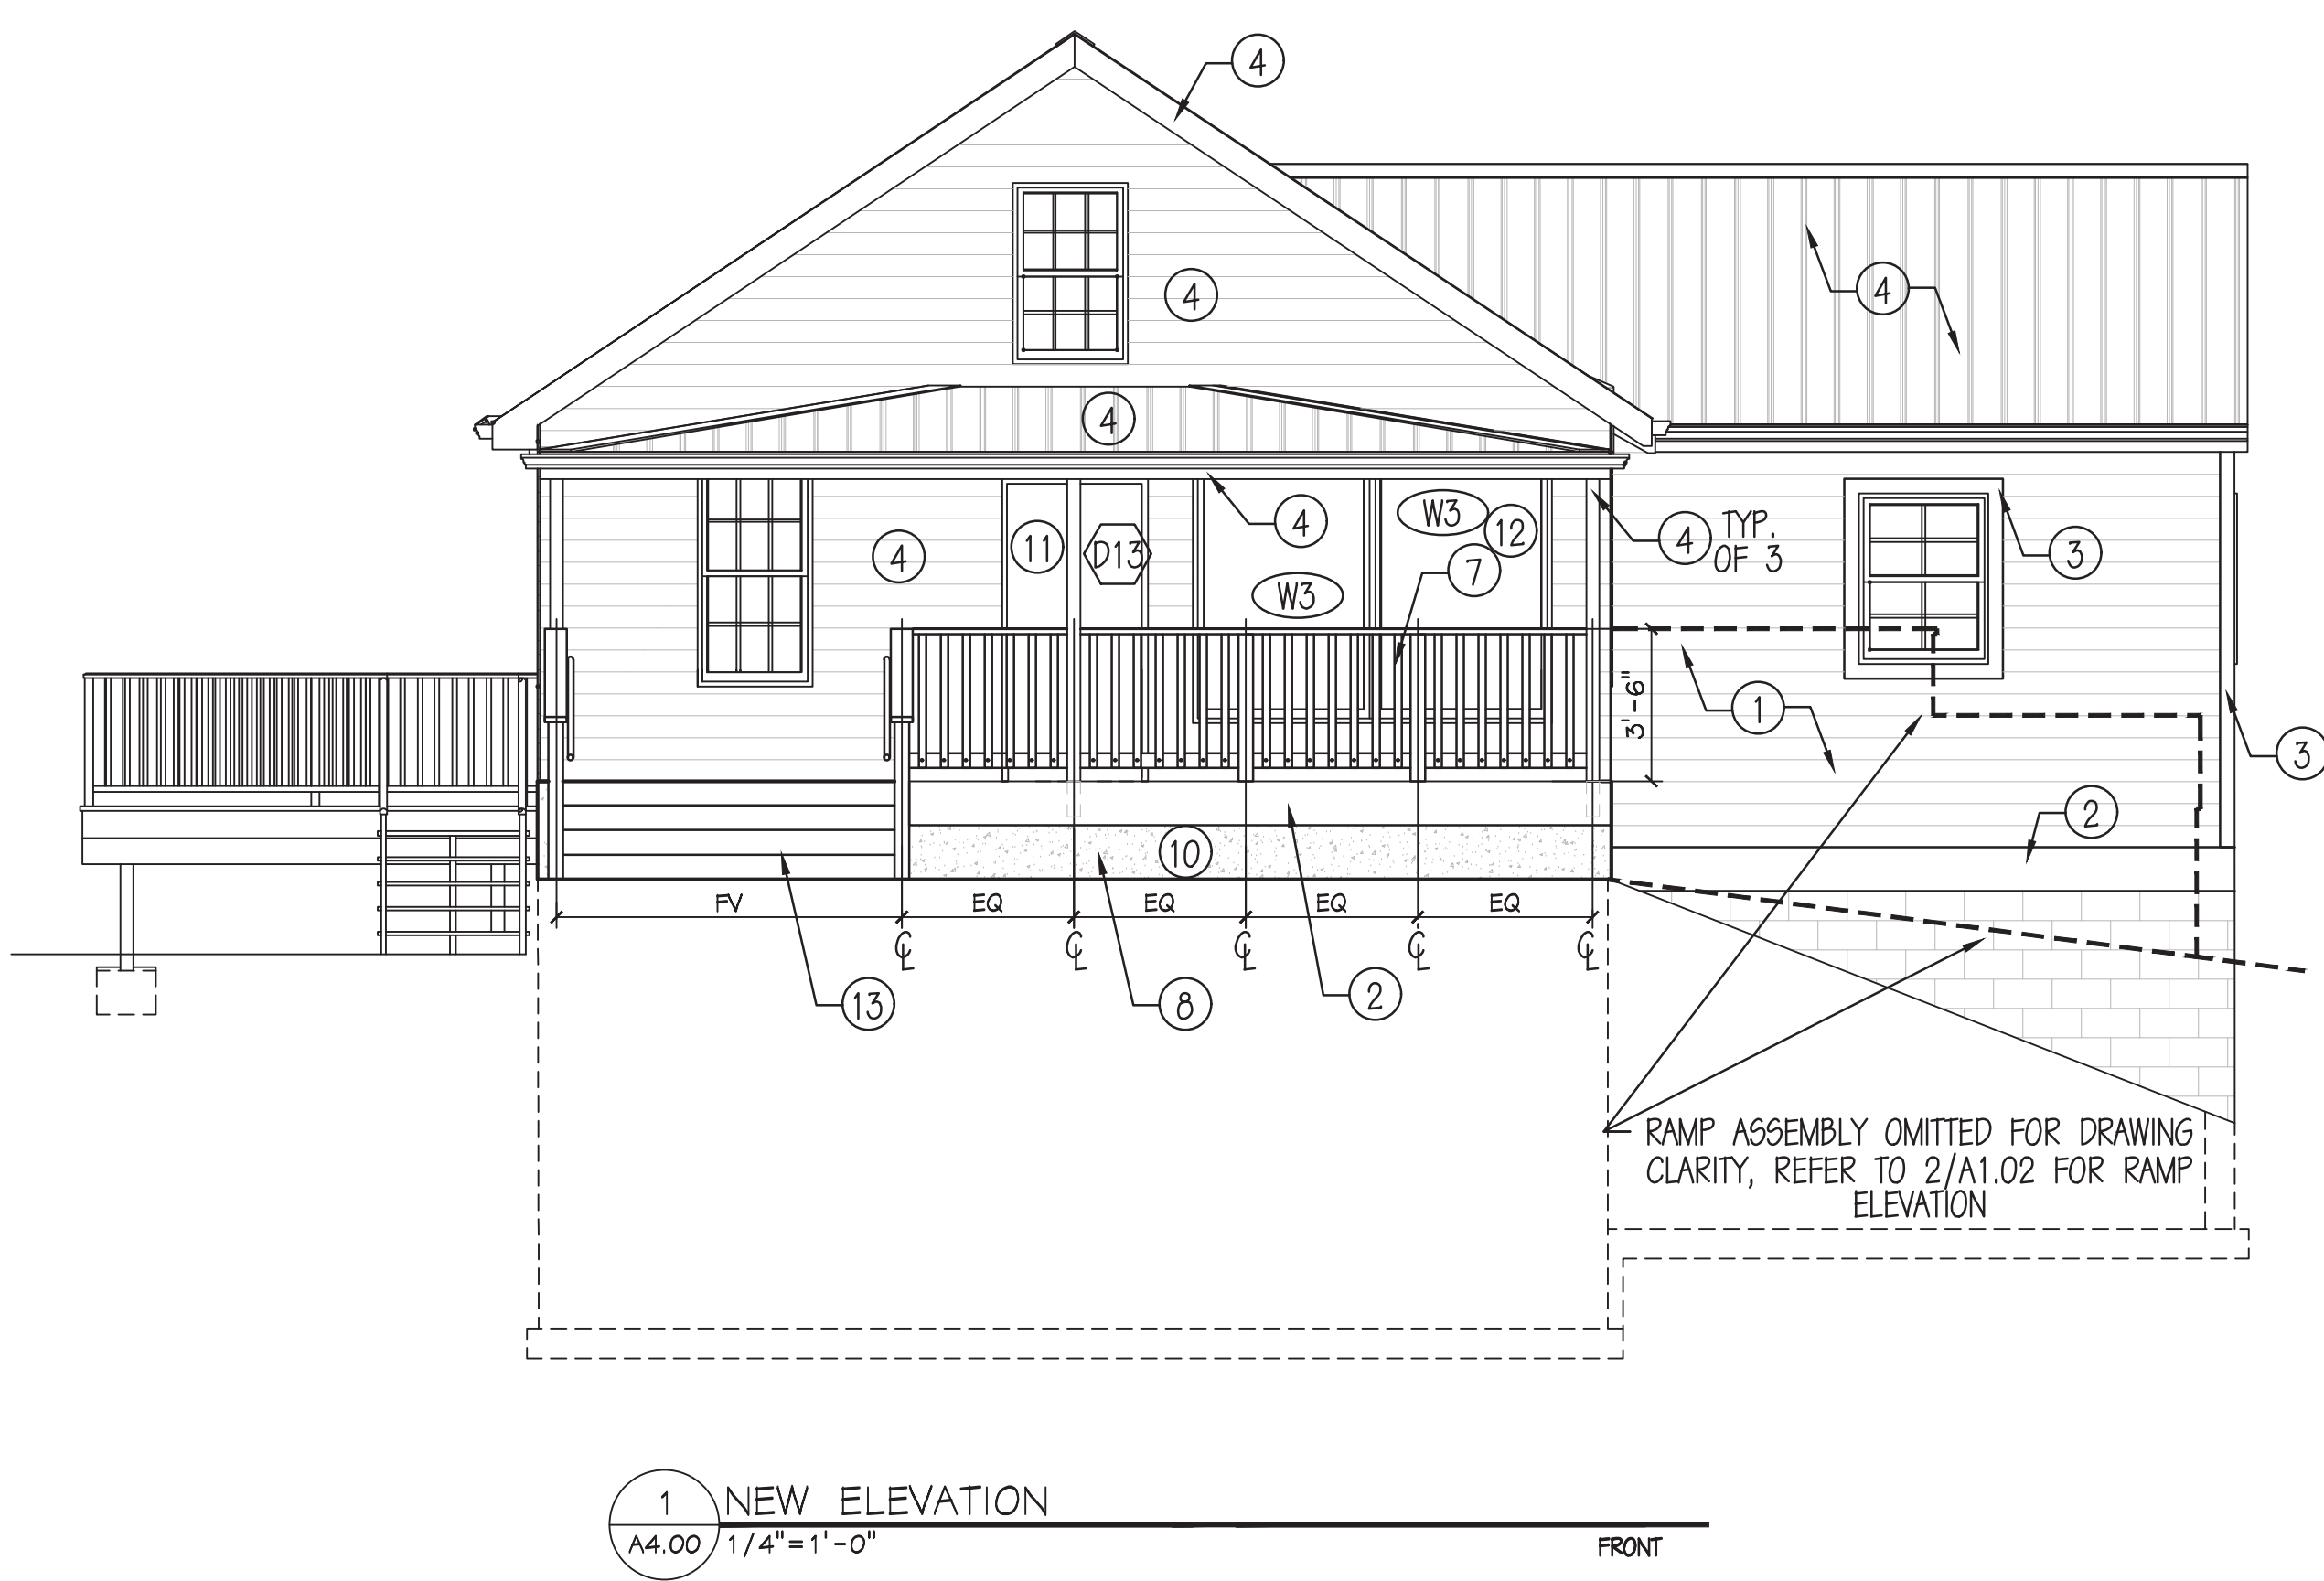 4
4
4
4
4
11
D13
W3
W3
12
7
4
4 TYP.
OF 3
3
3'-6"
1
3
2
10
FV
EQ
EQ
EQ
EQ
CL
CL
CL
CL
CL
13
8
2
RAMP ASSEMBLY OMITTED FOR DRAWING
CLARITY, REFER TO 2/A1.02 FOR RAMP
ELEVATION
1
NEW ELEVATION
A4.00
1/4"=1'-0"
FRONT